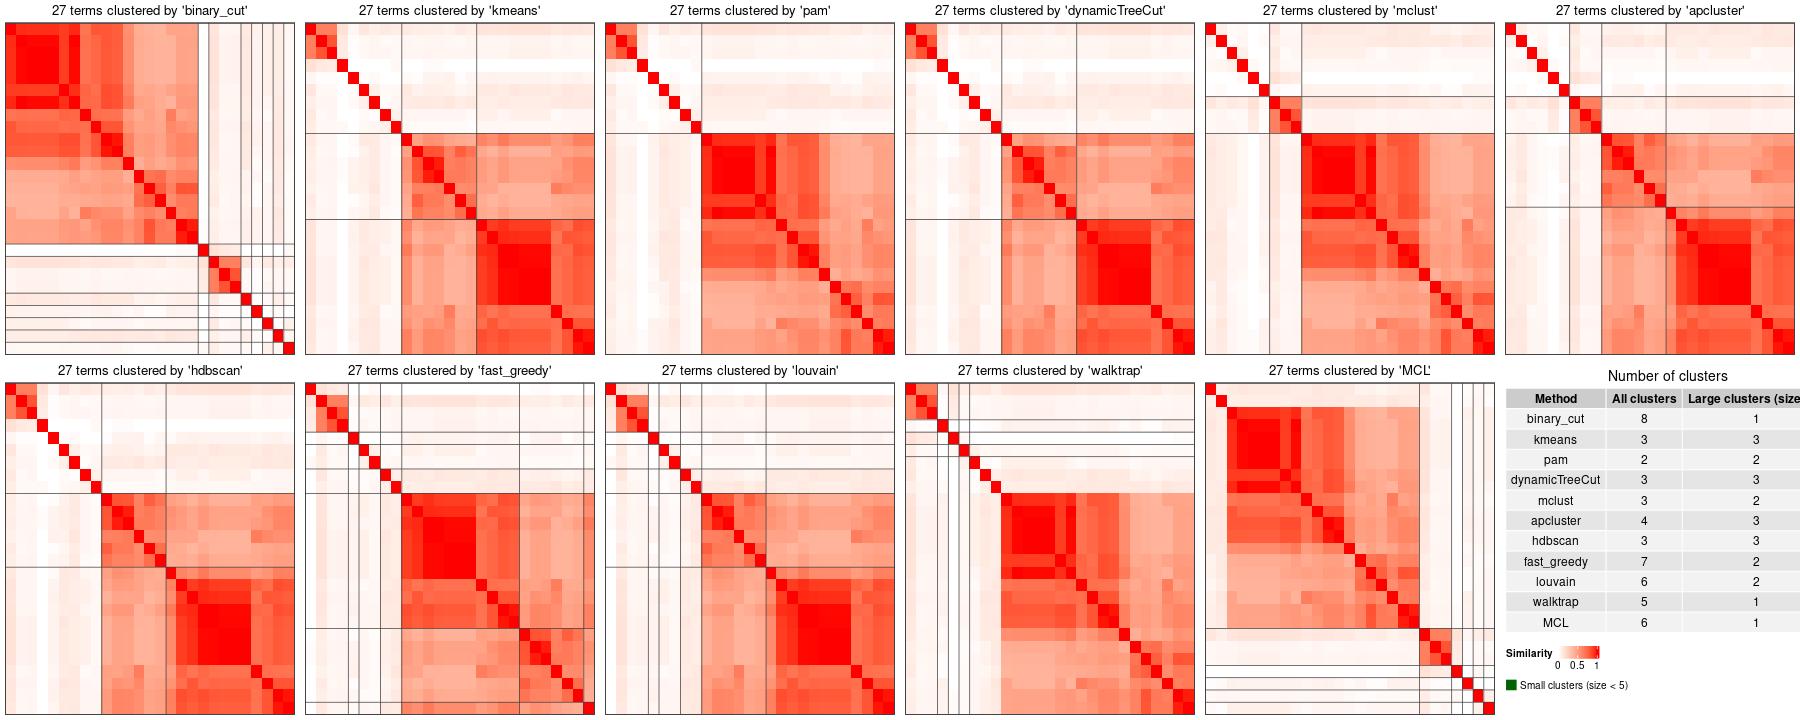 27 terms clustered by 'binary_cut'
27 terms clustered by 'kmeans'
27 terms clustered by 'pam'
27 terms clustered by 'dynamicTreeCut'
27 terms clustered by 'mclust'
27 terms clustered by 'apcluster'
27 terms clustered by 'hdbscan'
27 terms clustered by 'fast_greedy'
27 terms clustered by 'louvain'
27 terms clustered by 'walktrap'
27 terms clustered by 'MCL'
Number of clusters
Method All clusters Large clusters (size
binary_cut 8 1
kmeans 3 3
pam 2 2
dynamicTreeCut 3 3
mclust 3 2
apcluster 4 3
hdbscan 3 3
fast_greedy 7 2
louvain 6 2
walktrap 5 1
MCL 6 1
Similarity
0 0.5 1
Small clusters (size < 5)